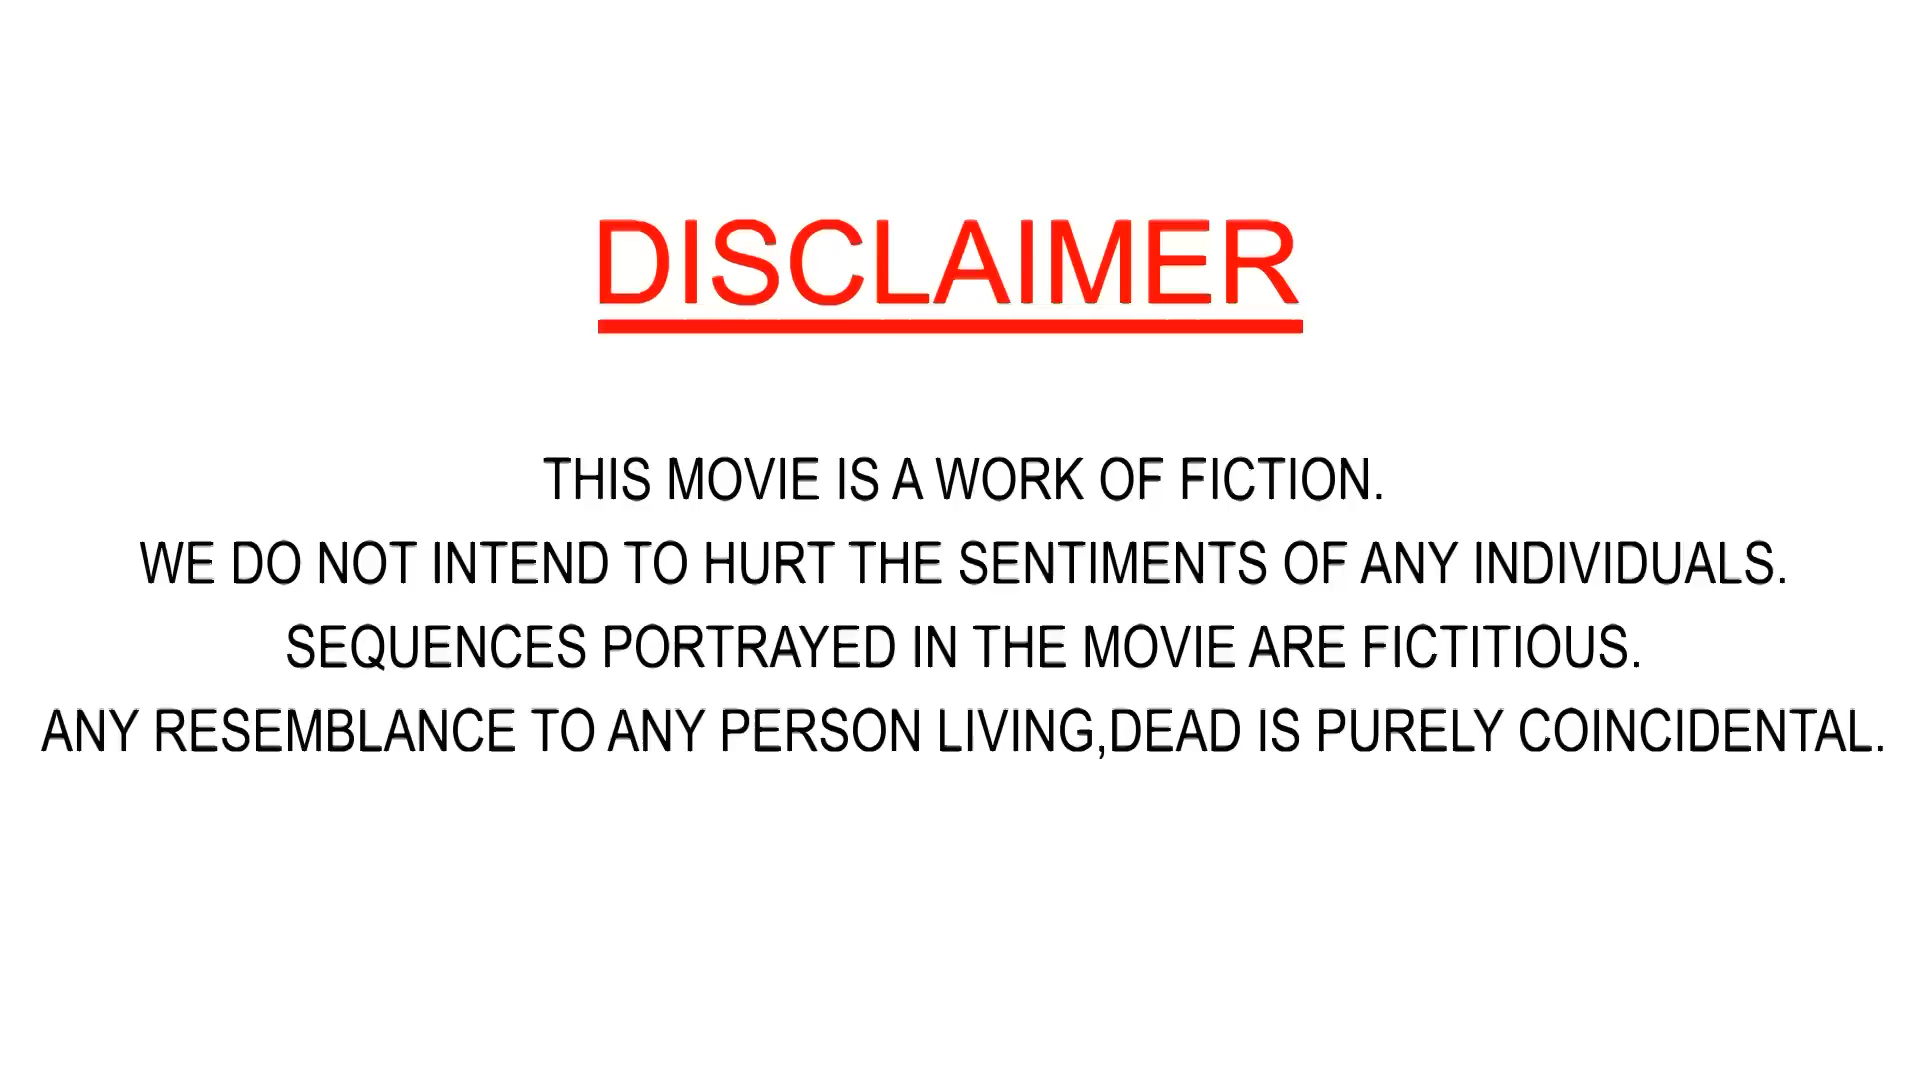 DISCLAIMER
THIS MOVIE IS A WORK OF FICTION.
WE DO NOT INTEND TO HURT THE SENTIMENTS OF ANY INDIVIDUALS.
SEQUENCES PORTRAYED IN THE MOVIE ARE FICTITIOUS.
ANY RESEMBLANCE TO ANY PERSON LIVING,DEAD IS PURELY COINCIDENTAL.